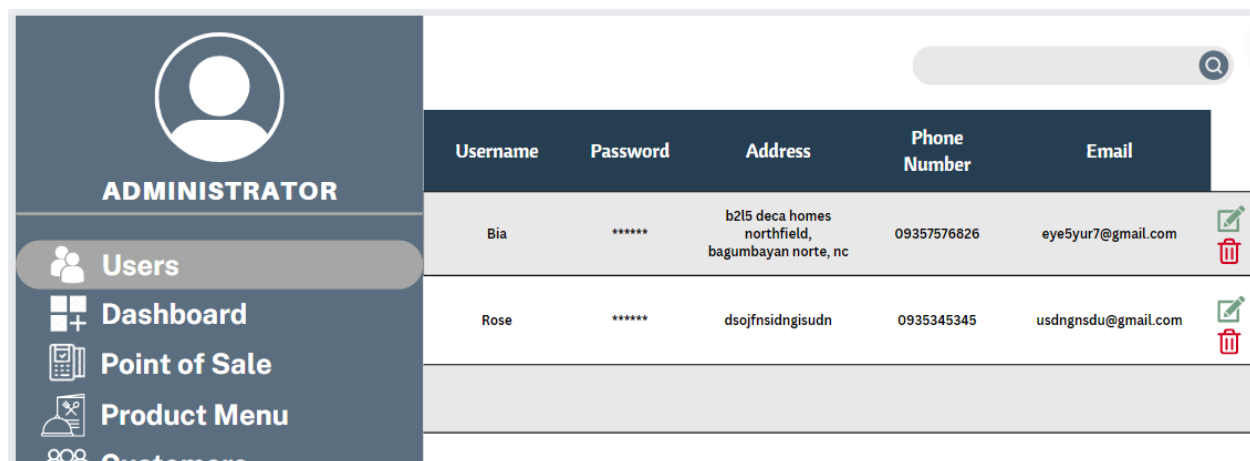 ADMINISTRATOR
Users
Dashboard
Point of Sale
Product Menu
Customers
Username Password Address Phone Number Email
Bia ****** b2l5 deca homes northfield, bagumbayan norte, nc 09357576826 eye5yur7@gmail.com
Rose ****** dsojfnsidngisudn 0935345345 usdngnsdu@gmail.com